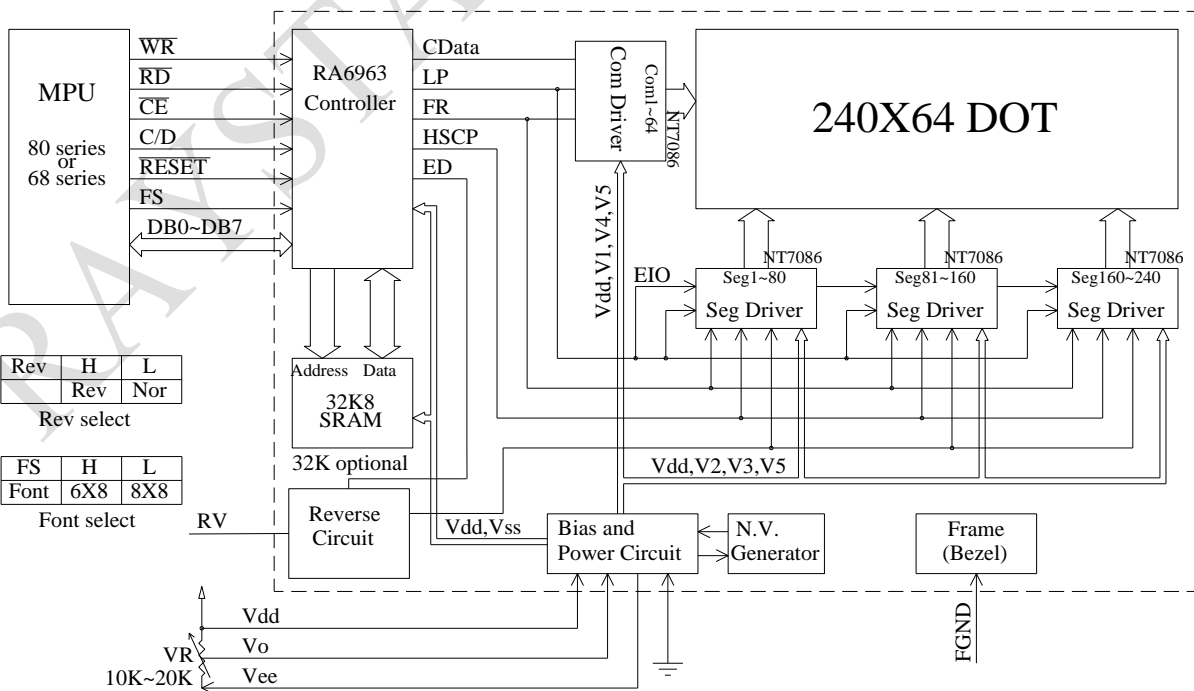 RAYSTA
MPU
80 series
or
68 series
WR
RD
CE
C/D
RESET
FS
DB0~DB7
RA6963
Controller
CData
LP
FR
HSCP
ED
Com Driver
Com1~64
NT7086
240X64 DOT
Vdd,V1,V4,V5
EIO
NT7086
Seg1~80
Seg Driver
NT7086
Seg81~160
Seg Driver
NT7086
Seg160~240
Seg Driver
Address Data
32K8
SRAM
32K optional
Rev H L
Rev Nor
Rev select
FS H L
Font 6X8 8X8
Font select
RV
Reverse
Circuit
Vdd,Vss
Vdd,V2,V3,V5
Bias and
Power Circuit
N.V.
Generator
Frame
(Bezel)
FGND
Vdd
Vo
Vee
VR
10K~20K